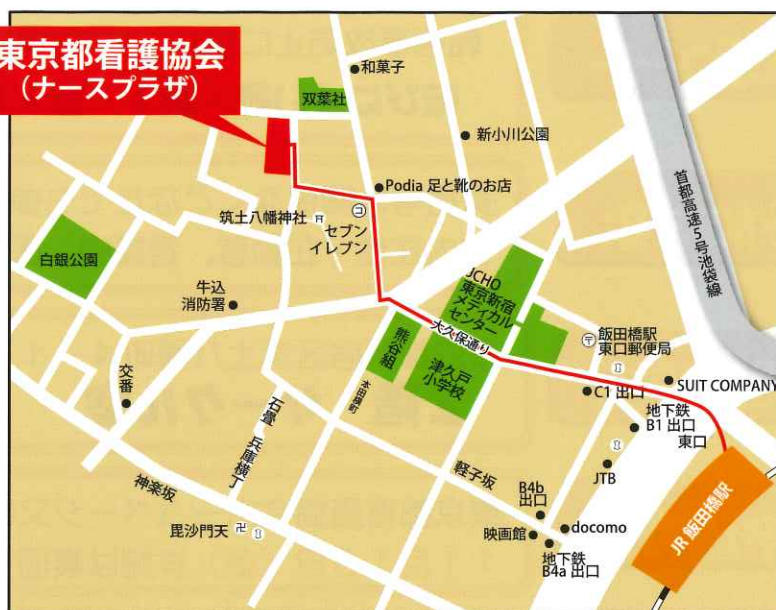 東京都看護協会
（ナースプラザ）
和菓子
双葉社
新小川公園
首都高速5号池袋線
Podia 足と靴のお店
筑土八幡神社
コ
セブン
イレブン
白銀公園
牛込
消防署
JCHO
東京新宿
メディカル
センター
大久保通り
飯田橋駅
東口郵便局
熊谷組
津久戸
小学校
SUIT COMPANY
C1 出口
交番
本田横町
地下鉄
B1 出口
東口
石畳
兵庫横丁
軽子坂
JTB
神楽坂
B4b
出口
docomo
毘沙門天
卍
映画館
地下鉄
B4a 出口
JR 飯田橋駅